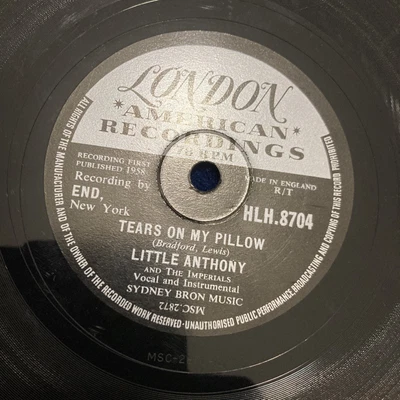 LONDON
AMERICAN
RECORDINGS
78 RPM
RECORDING FIRST
PUBLISHED 1958
MADE IN ENGLAND
R/T
Recording by
END,
New York
HLH.8704
TEARS ON MY PILLOW
(Bradford, Lewis)
LITTLE ANTHONY
AND THE IMPERIALS
Vocal and Instrumental
SYDNEY BRON MUSIC
MSC.2872
ALL RIGHTS OF THE MANUFACTURER AND OF THE OWNER OF THE RECORDED WORK RESERVED-UNAUTHORISED PUBLIC PERFORMANCE BROADCASTING AND COPYING OF THIS RECORD PROHIBITED